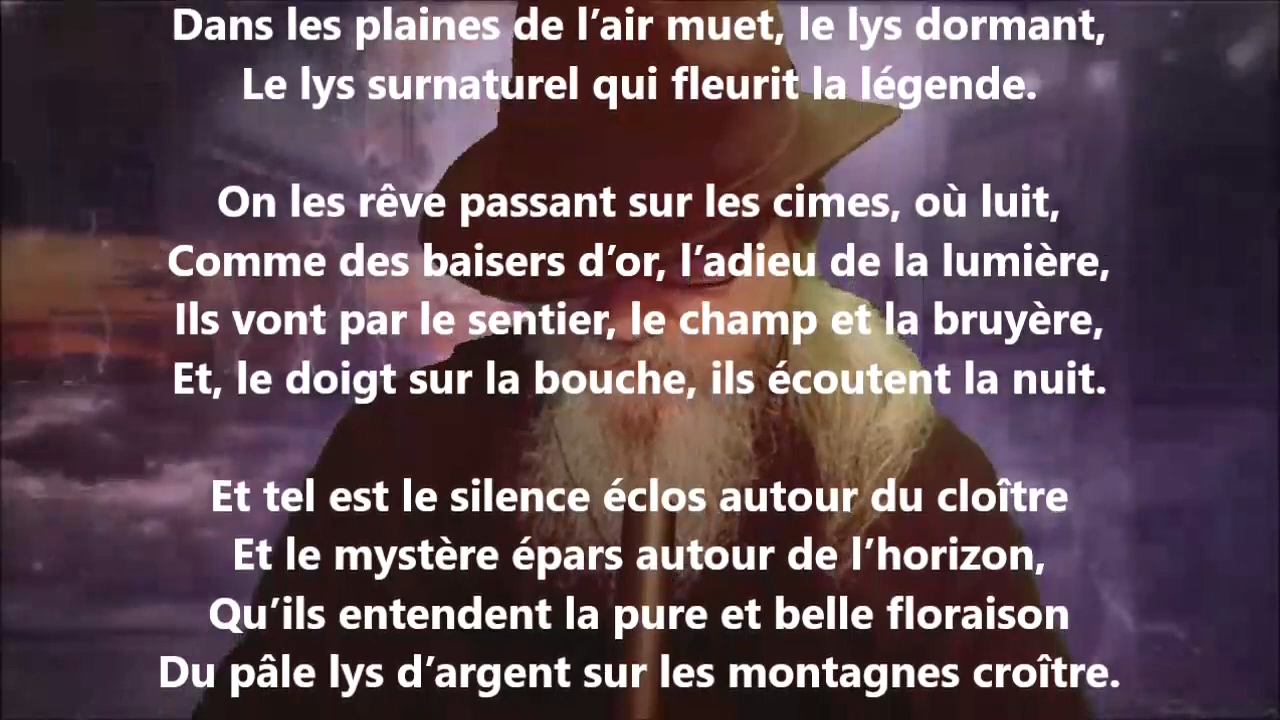 Dans les plaines de l’air muet, le lys dormant,
Le lys surnaturel qui fleurit la légende.
On les rêve passant sur les cimes, où luit,
Comme des baisers d’or, l’adieu de la lumière,
Ils vont par le sentier, le champ et la bruyère,
Et, le doigt sur la bouche, ils écoutent la nuit.
Et tel est le silence éclos autour du cloître
Et le mystère épars autour de l’horizon,
Qu’ils entendent la pure et belle floraison
Du pâle lys d’argent sur les montagnes croître.